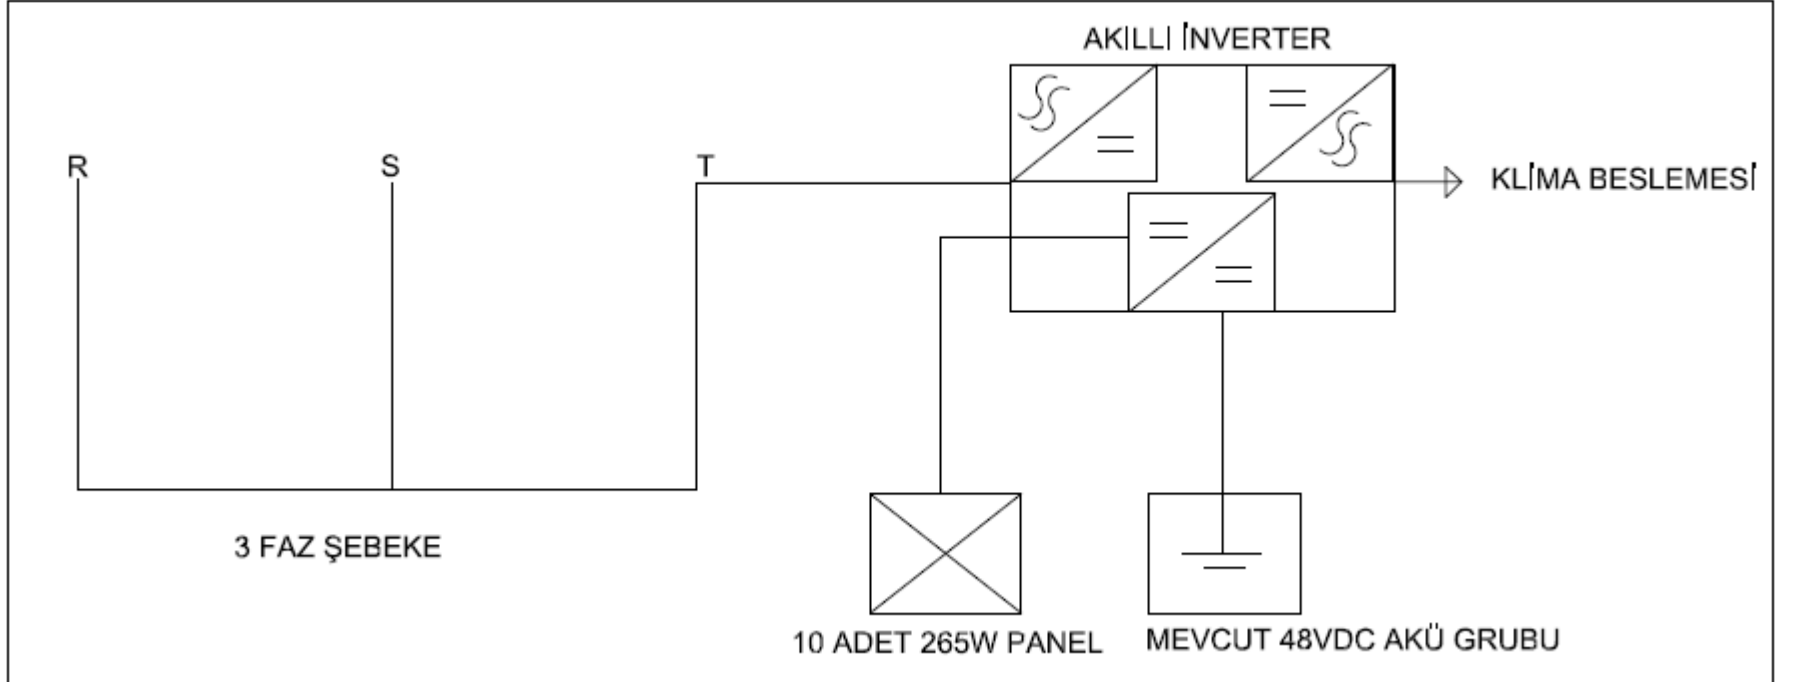 AKILLI İNVERTER
R
S
T
KLİMA BESLEMESİ
3 FAZ ŞEBEKE
10 ADET 265W PANEL
MEVCUT 48VDC AKÜ GRUBU